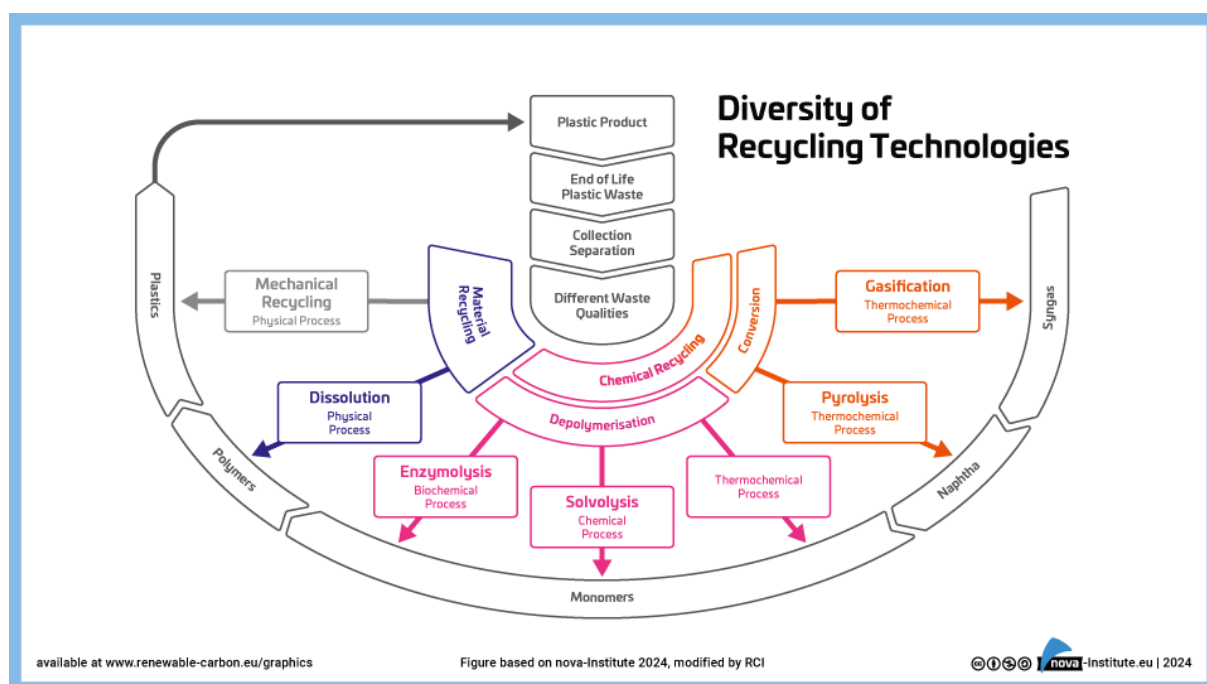 Diversity of
Recycling Technologies
Plastic Product
End of Life
Plastic Waste
Collection
Separation
Different Waste
Qualities
Material
Recycling
Chemical Recycling
Conversion
Depolymerisation
Mechanical
Recycling
Physical Process
Dissolution
Physical
Process
Enzymolysis
Biochemical
Process
Solvolysis
Chemical
Process
Thermochemical
Process
Pyrolysis
Thermochemical
Process
Gasification
Thermochemical
Process
Plastics
Polymers
Monomers
Naphtha
Syngas
available at www.renewable-carbon.eu/graphics
Figure based on nova-Institute 2024, modified by RCI
nova-Institute.eu | 2024